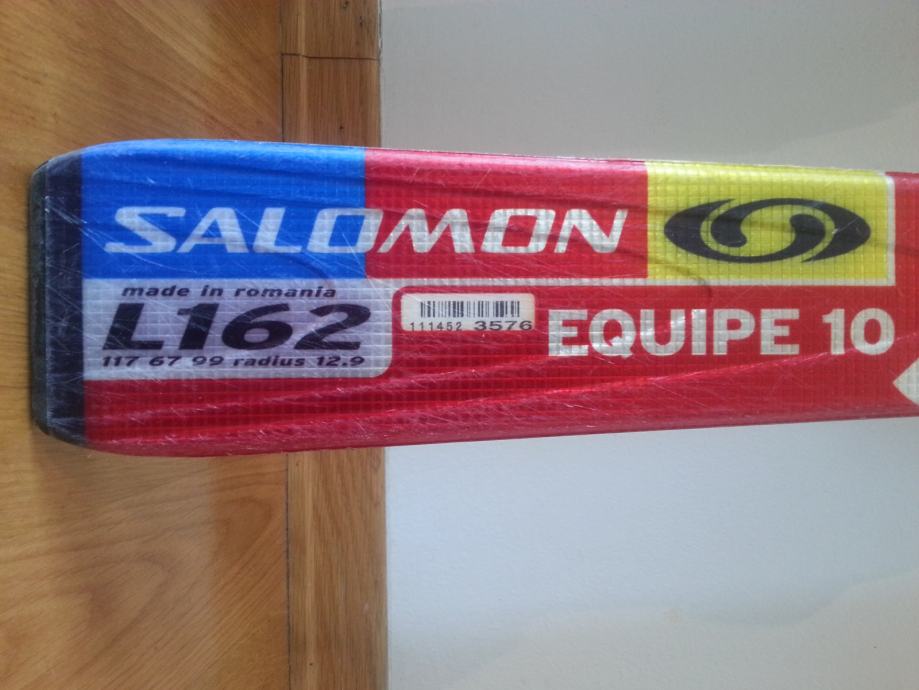 SALOMON
made in romania
L162
117 67 99 radius 12.9
111452 3576
EQUIPE 10